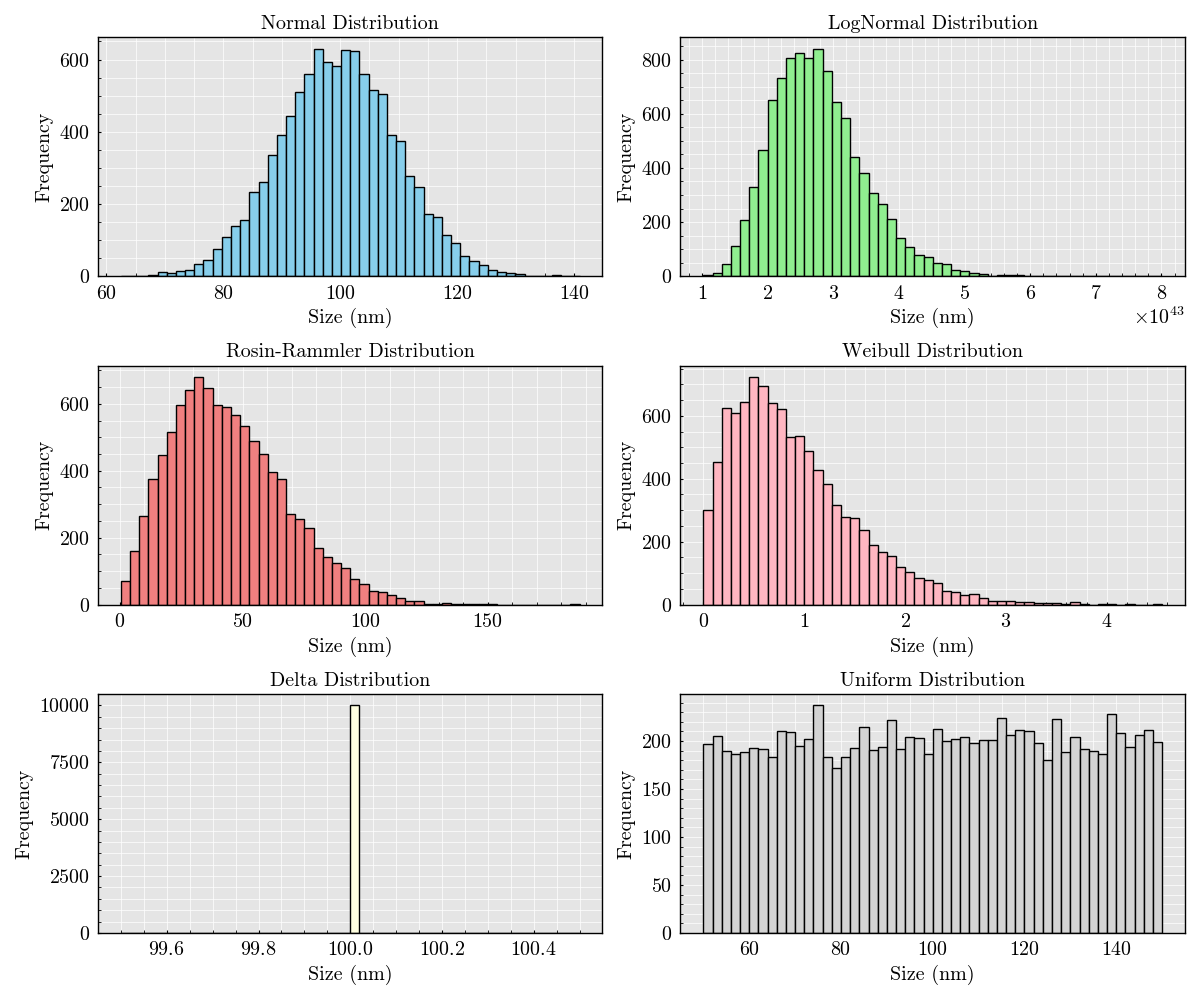 Normal Distribution
600
400
200
0
Frequency
60 80 100 120 140
Size (nm)
LogNormal Distribution
800
600
400
200
0
Frequency
1 2 3 4 5 6 7 8
Size (nm)
×10⁴³
Rosin-Rammler Distribution
600
400
200
0
Frequency
0 50 100 150
Size (nm)
Weibull Distribution
600
400
200
0
Frequency
0 1 2 3 4
Size (nm)
Delta Distribution
10000
7500
5000
2500
0
Frequency
99.6 99.8 100.0 100.2 100.4
Size (nm)
Uniform Distribution
200
150
100
50
0
Frequency
60 80 100 120 140
Size (nm)